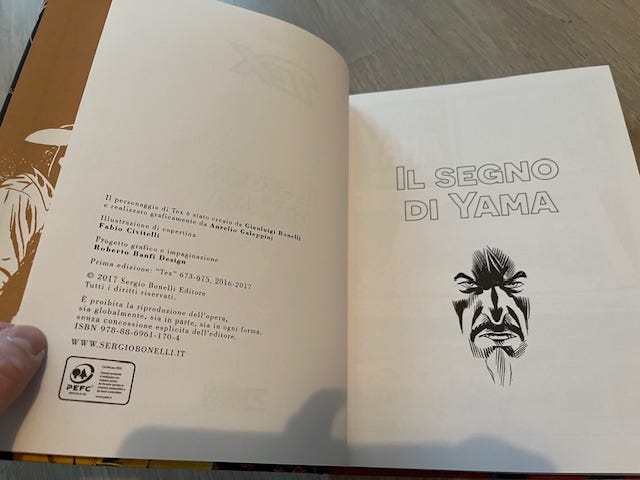 Il personaggio di Tex è stato creato da Gianluigi Bonelli
e realizzato graficamente da Aurelio Galeppini
Illustrazione di copertina
Fabio Civitelli
Progetto grafico e impaginazione
Roberto Banfi Design
Prima edizione: "Tex" 673-675, 2016-2017
© 2017 Sergio Bonelli Editore
Tutti i diritti riservati.
È proibita la riproduzione dell'opera,
sia globalmente, sia in parte, sia in ogni forma,
senza concessione esplicita dell'editore.
ISBN 978-88-6961-170-4
WWW.SERGIOBONELLI.IT
PEFC
IL SEGNO
DI YAMA